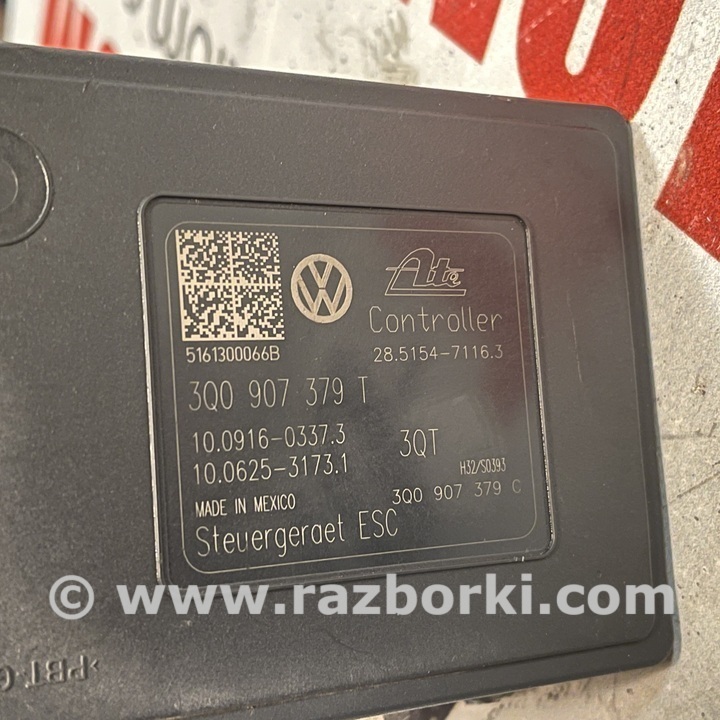 Ate
Controller
5161300066B
28.5154-7116.3
3Q0 907 379 T
10.0916-0337.3
3QT
10.0625-3173.1
H32/S0393
MADE IN MEXICO
3Q0 907 379 C
Steuergeraet ESC
© www.razborki.com
>PBT-